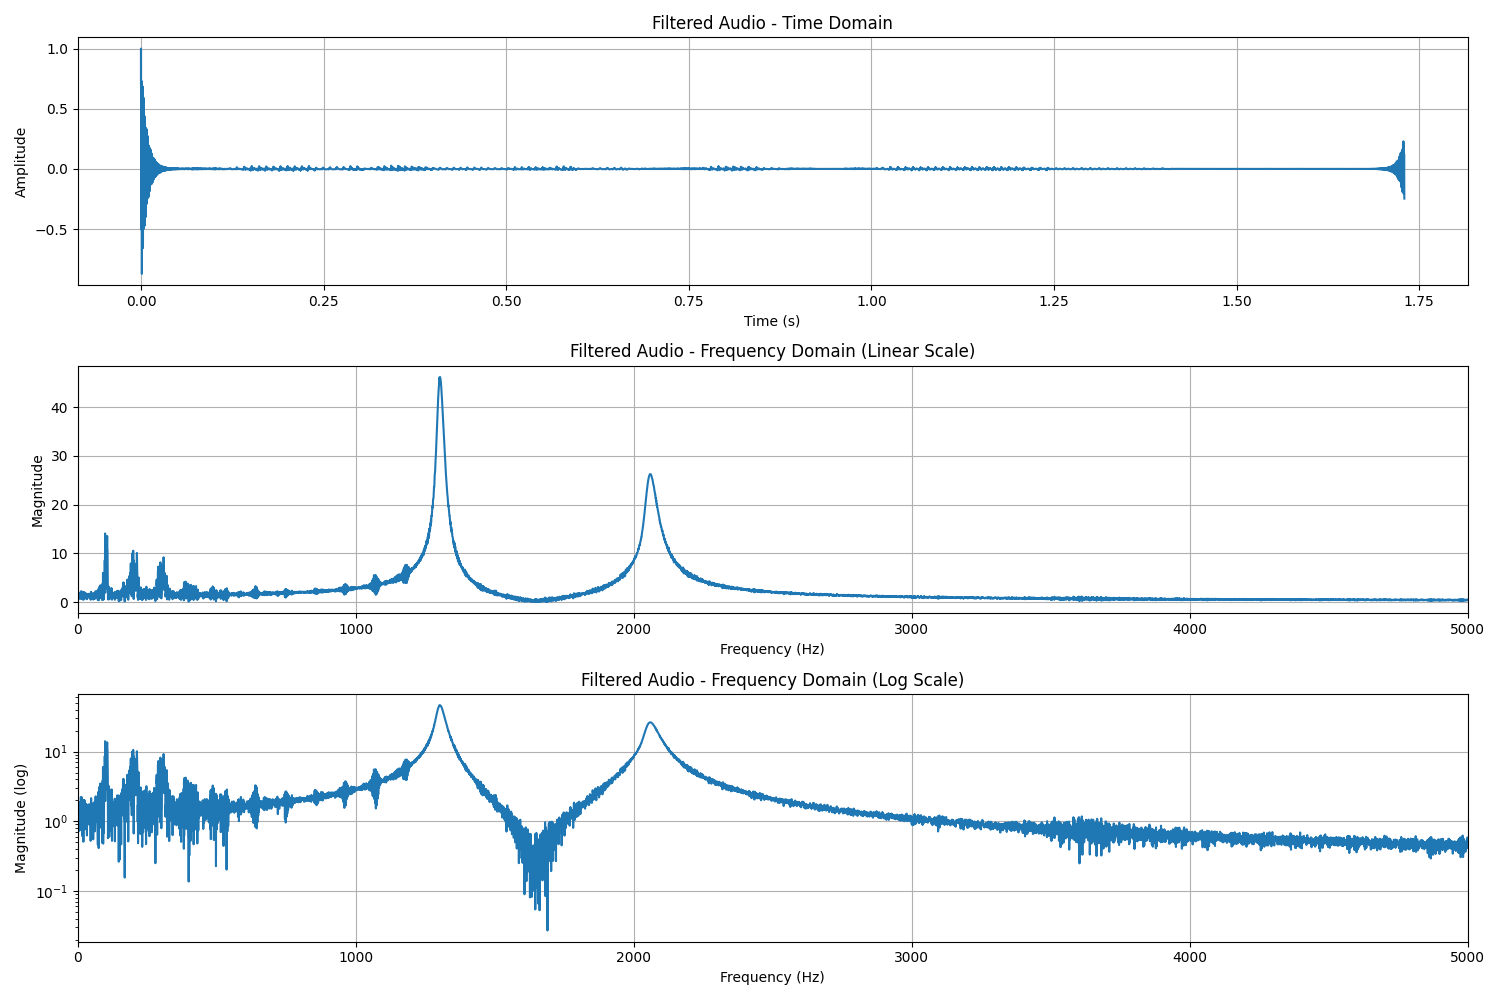 Filtered Audio - Time Domain
1.0
0.5
0.0
−0.5
Amplitude
0.00 0.25 0.50 0.75 1.00 1.25 1.50 1.75
Time (s)
Filtered Audio - Frequency Domain (Linear Scale)
40
30
20
10
0
Magnitude
0 1000 2000 3000 4000 5000
Frequency (Hz)
Filtered Audio - Frequency Domain (Log Scale)
10¹
10⁰
10⁻¹
Magnitude (log)
0 1000 2000 3000 4000 5000
Frequency (Hz)